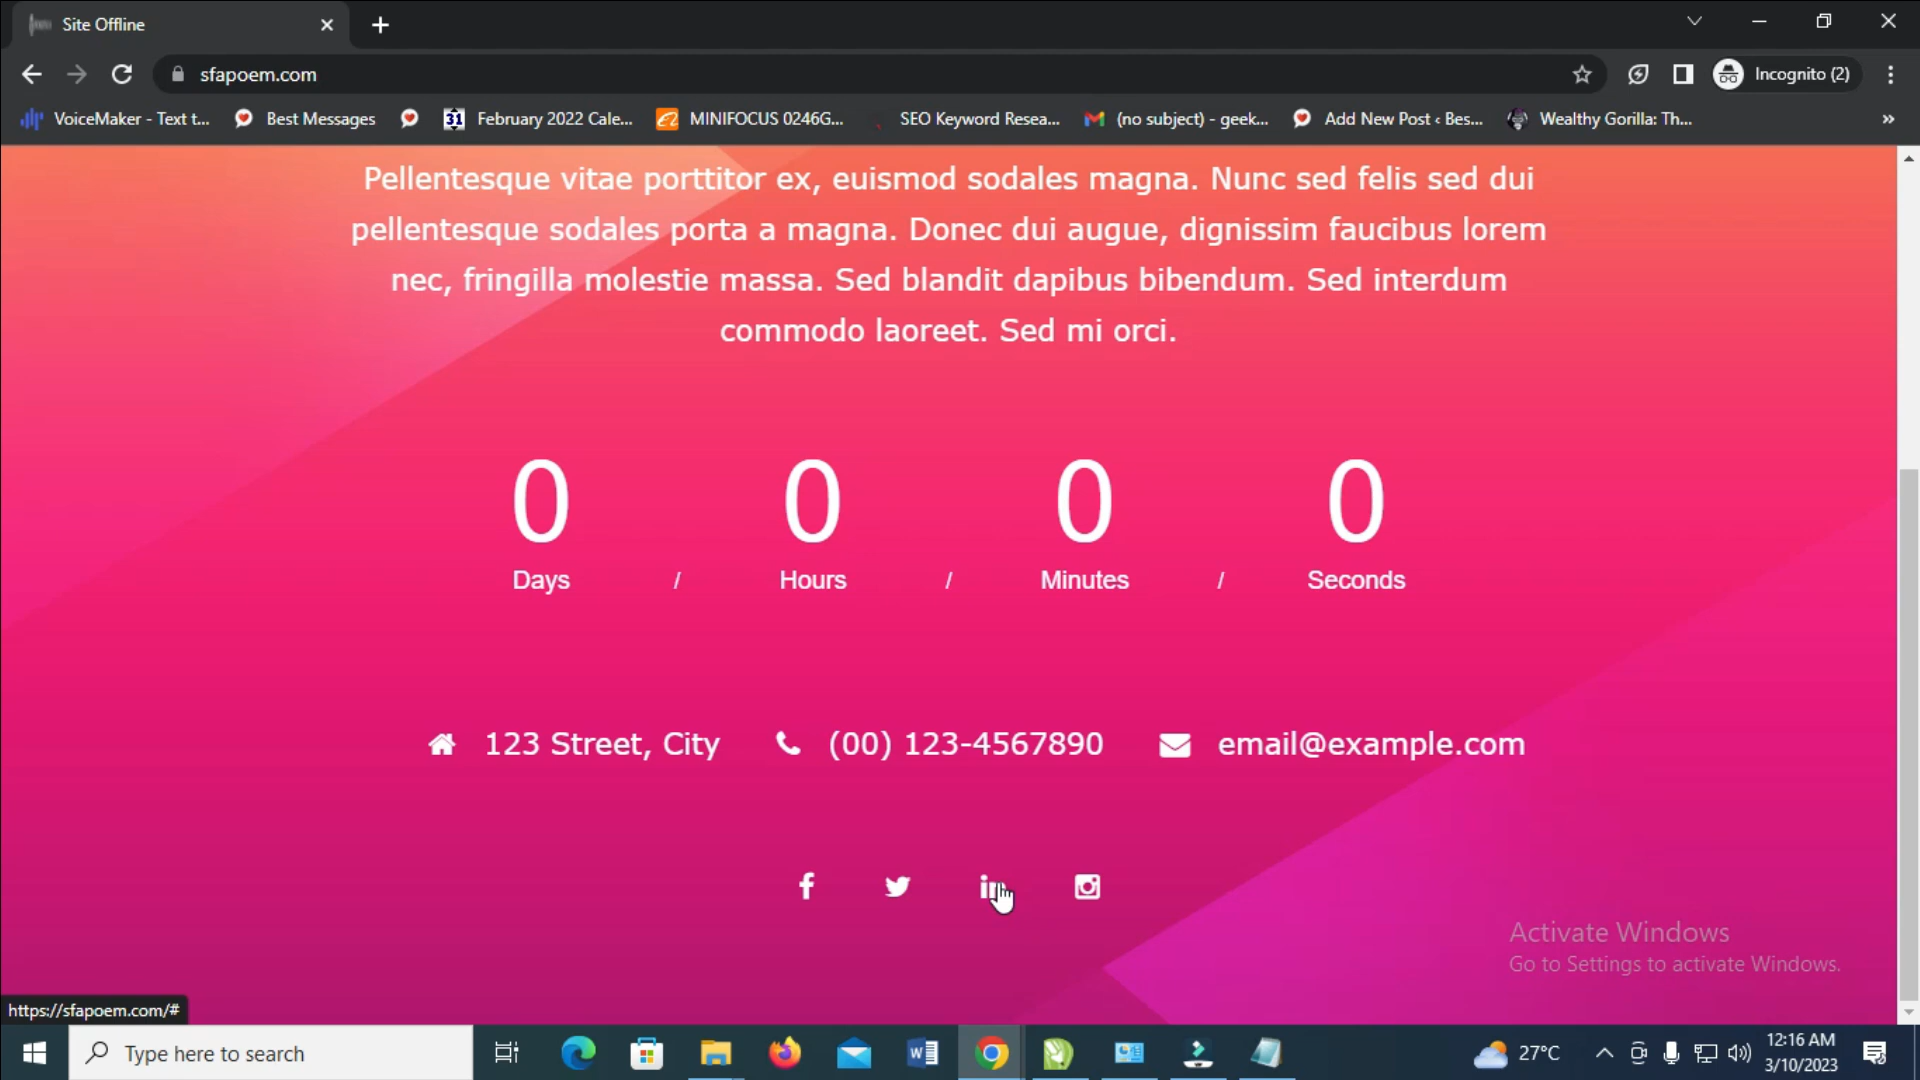 Site Offline
sfapoem.com
Incognito (2)
VoiceMaker - Text t...
Best Messages
31
February 2022 Cale...
MINIFOCUS 0246G...
SEO Keyword Resea...
(no subject) - geek...
Add New Post ‹ Bes...
Wealthy Gorilla: Th...
»
Pellentesque vitae porttitor ex, euismod sodales magna. Nunc sed felis sed dui
pellentesque sodales porta a magna. Donec dui augue, dignissim faucibus lorem
nec, fringilla molestie massa. Sed blandit dapibus bibendum. Sed interdum
commodo laoreet. Sed mi orci.
0 0 0 0
Days / Hours / Minutes / Seconds
123 Street, City (00) 123-4567890 email@example.com
Activate Windows
Go to Settings to activate Windows.
https://sfapoem.com/#
Type here to search
27°C
12:16 AM
3/10/2023